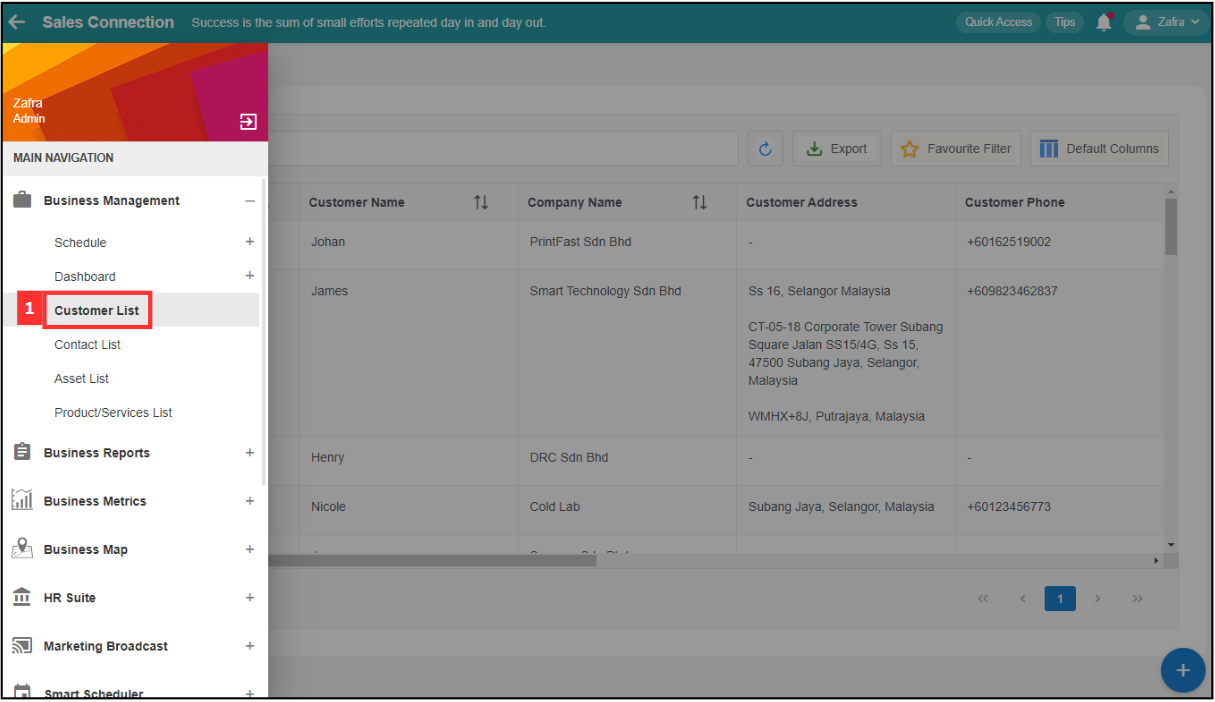 Sales Connection Success is the sum of small efforts repeated day in and day out. Quick Access Tips Zafra
Zafra
Admin
MAIN NAVIGATION
Business Management
Schedule
Dashboard
1 Customer List
Contact List
Asset List
Product/Services List
Business Reports
Business Metrics
Business Map
HR Suite
Marketing Broadcast
Smart Scheduler
Export Favourite Filter Default Columns
Customer Name Company Name Customer Address Customer Phone
Johan PrintFast Sdn Bhd - +60162519002
James Smart Technology Sdn Bhd Ss 16, Selangor Malaysia +609823462837
CT-05-18 Corporate Tower Subang
Square Jalan SS15/4G, Ss 15,
47500 Subang Jaya, Selangor,
Malaysia
WMHX+8J, Putrajaya, Malaysia
Henry DRC Sdn Bhd - -
Nicole Cold Lab Subang Jaya, Selangor, Malaysia +60123456773
<< < 1 > >>